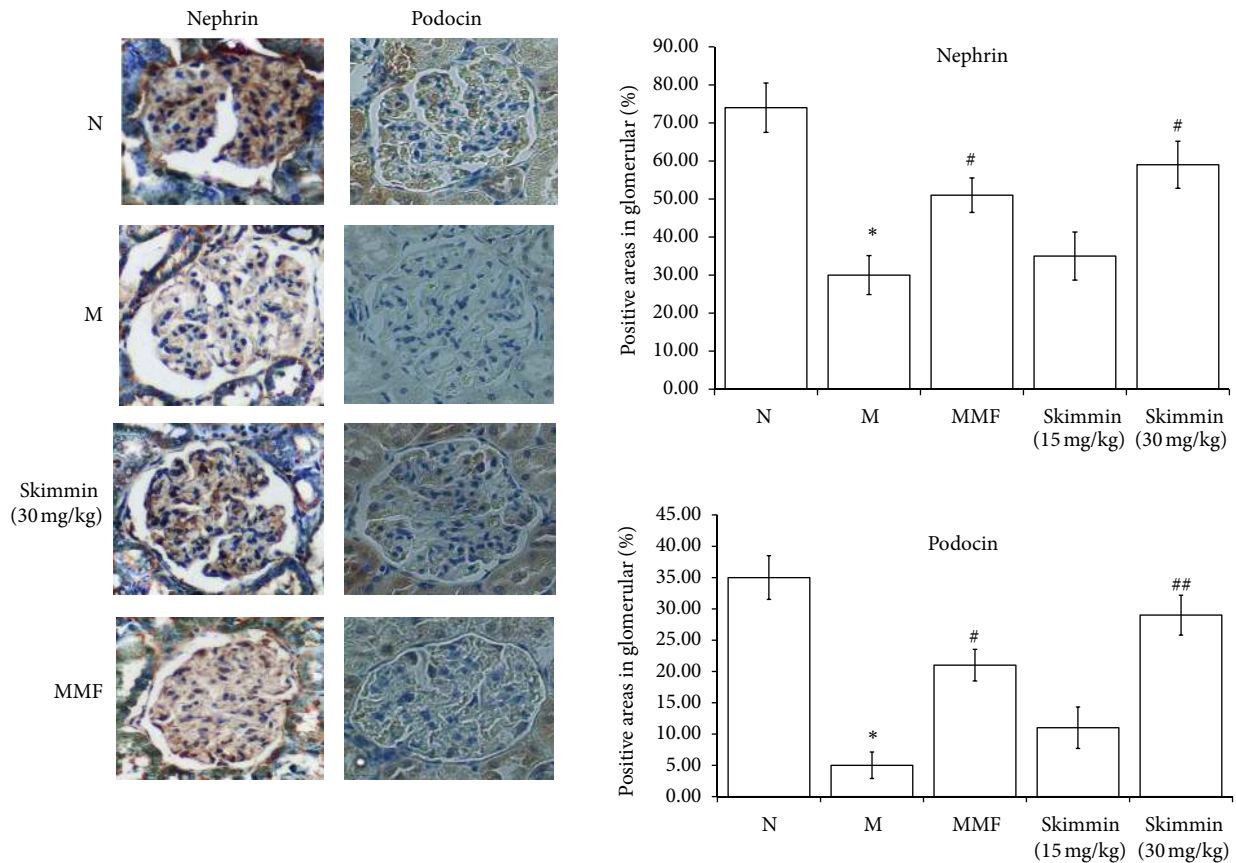 Nephrin
Podocin
N
M
Skimmin
(30 mg/kg)
MMF
Nephrin
Positive areas in glomerular (%)
90.00
80.00
70.00
60.00
50.00
40.00
30.00
20.00
10.00
0.00
*
#
#
N
M
MMF
Skimmin
(15 mg/kg)
Skimmin
(30 mg/kg)
Podocin
Positive areas in glomerular (%)
45.00
40.00
35.00
30.00
25.00
20.00
15.00
10.00
5.00
0.00
*
#
##
N
M
MMF
Skimmin
(15 mg/kg)
Skimmin
(30 mg/kg)